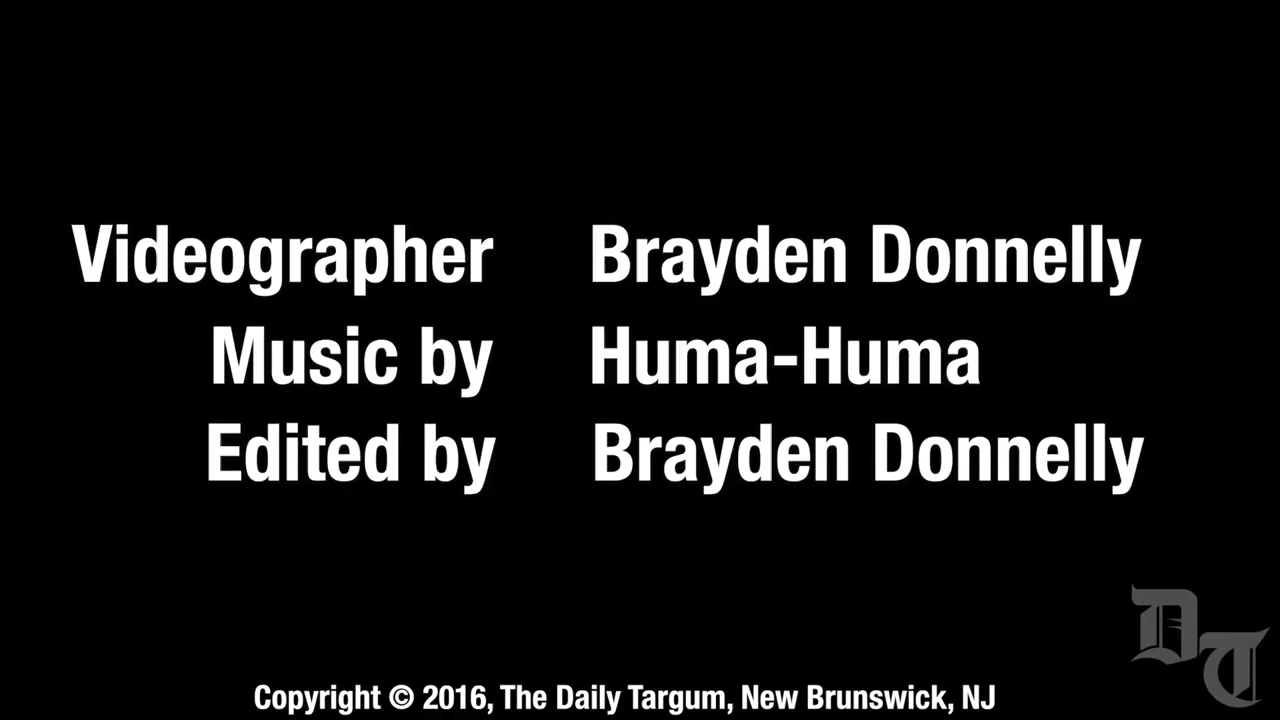 Videographer Brayden Donnelly
Music by Huma-Huma
Edited by Brayden Donnelly
DT
Copyright © 2016, The Daily Targum, New Brunswick, NJ